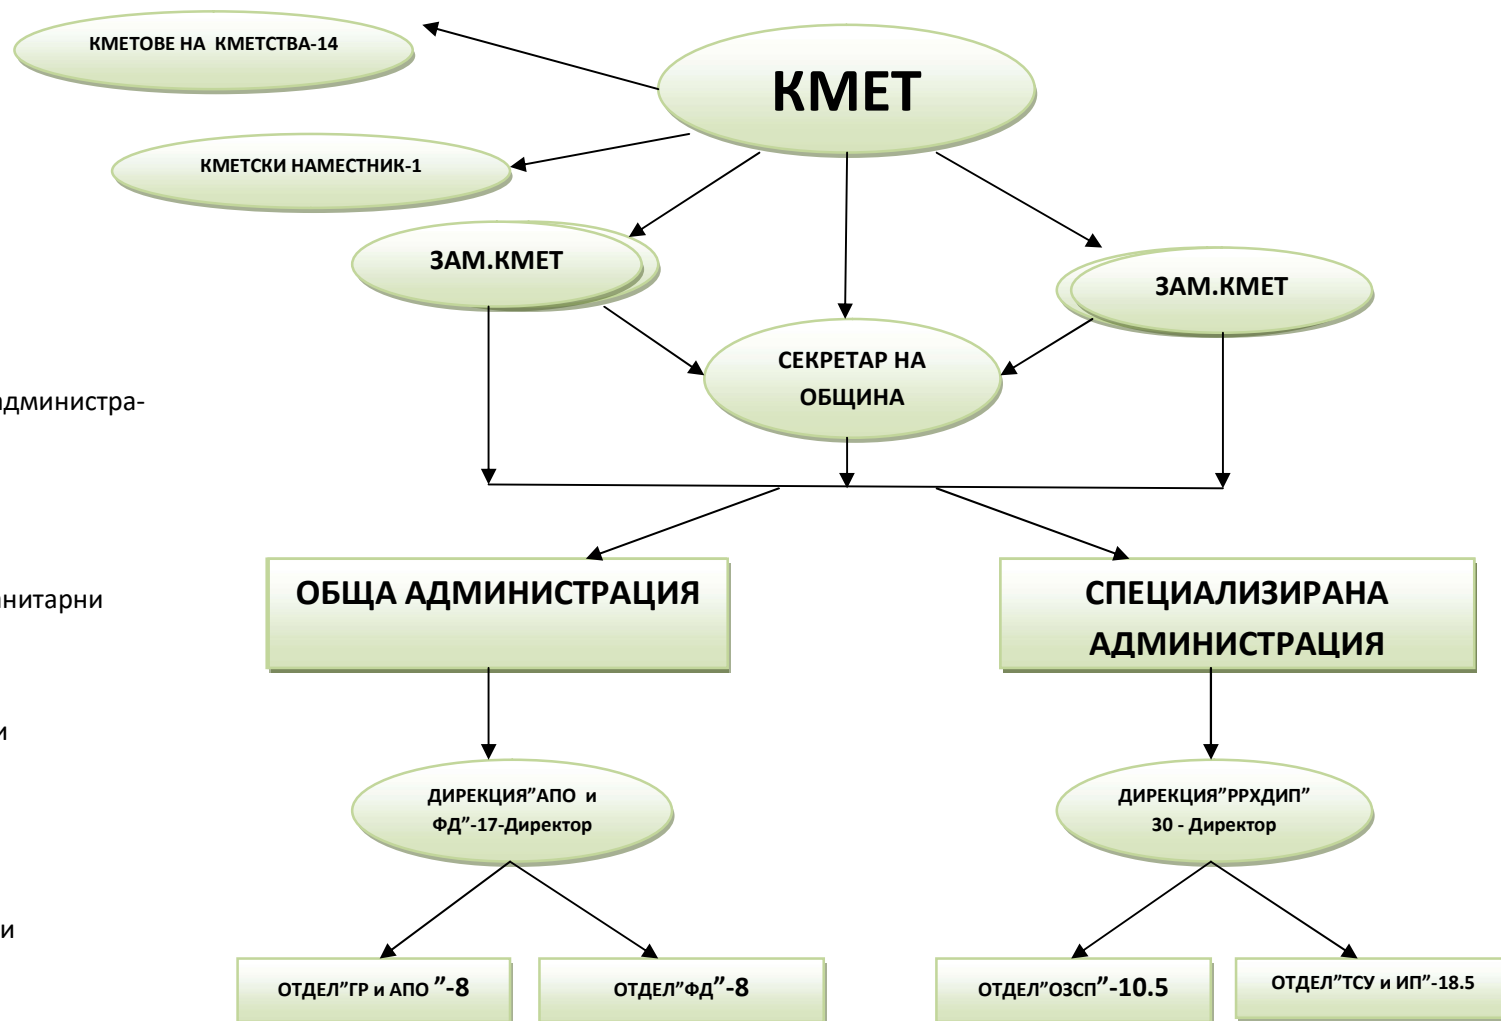 КМЕТОВЕ НА КМЕТСТВА-14
КМЕТ
КМЕТСКИ НАМЕСТНИК-1
ЗАМ.КМЕТ
ЗАМ.КМЕТ
СЕКРЕТАР НА
ОБЩИНА
администра-
ОБЩА АДМИНИСТРАЦИЯ
СПЕЦИАЛИЗИРАНА
АДМИНИСТРАЦИЯ
анитарни
и
ДИРЕКЦИЯ”АПО и
ФД”-17-Директор
ДИРЕКЦИЯ”РРХДИП”
30 - Директор
и
ОТДЕЛ”ГР и АПО ”-8
ОТДЕЛ”ФД”-8
ОТДЕЛ”ОЗСП”-10.5
ОТДЕЛ”ТСУ и ИП”-18.5